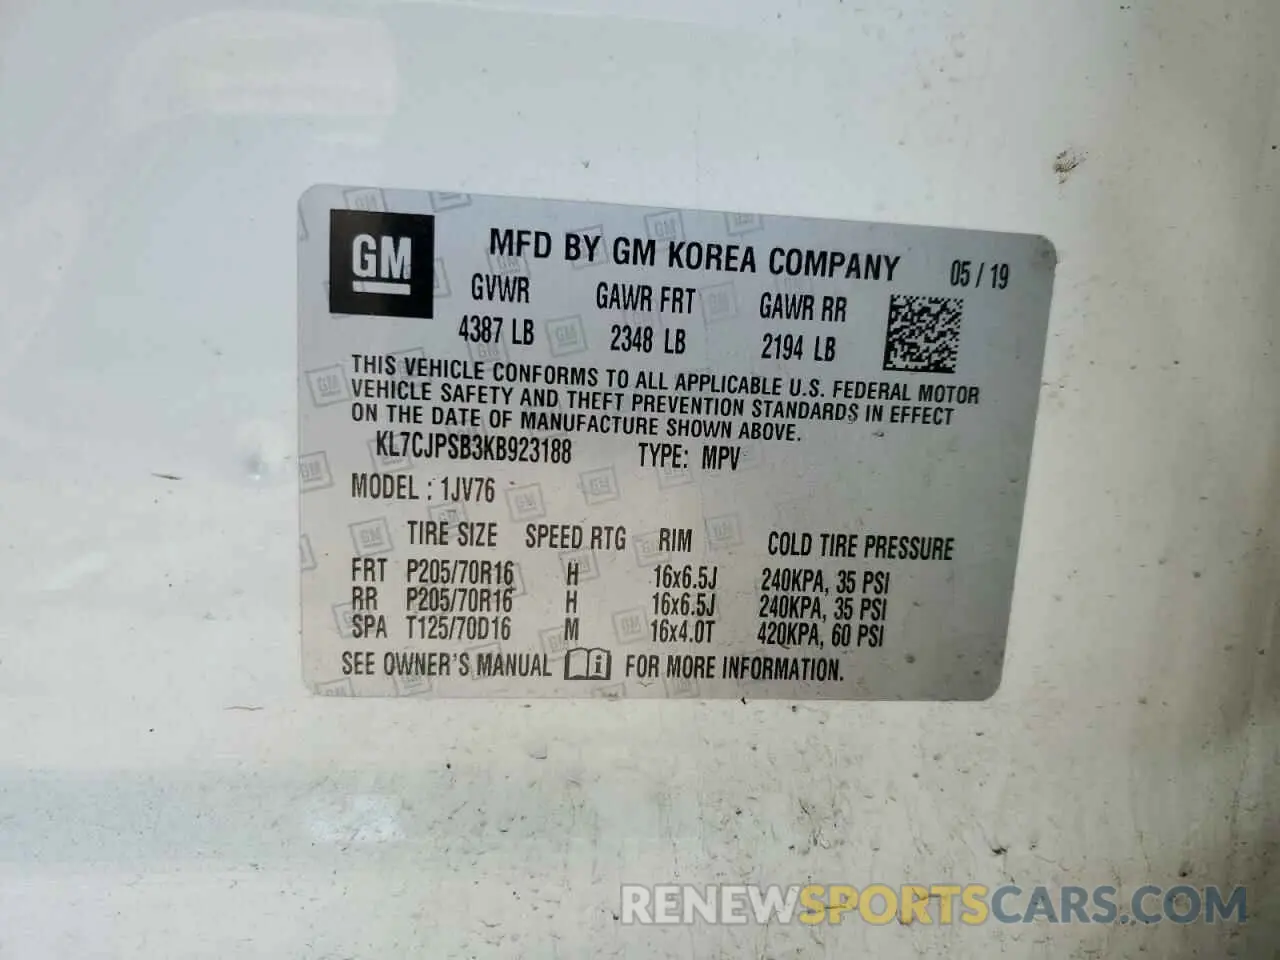 GM
MFD BY GM KOREA COMPANY 05/19
GVWR GAWR FRT GAWR RR
4387 LB 2348 LB 2194 LB
THIS VEHICLE CONFORMS TO ALL APPLICABLE U.S. FEDERAL MOTOR
VEHICLE SAFETY AND THEFT PREVENTION STANDARDS IN EFFECT
ON THE DATE OF MANUFACTURE SHOWN ABOVE.
KL7CJPSB3KB923188 TYPE: MPV
MODEL : 1JV76
TIRE SIZE SPEED RTG RIM COLD TIRE PRESSURE
FRT P205/70R16 H 16x6.5J 240KPA, 35 PSI
RR P205/70R16 H 16x6.5J 240KPA, 35 PSI
SPA T125/70D16 M 16x4.0T 420KPA, 60 PSI
SEE OWNER'S MANUAL i FOR MORE INFORMATION.
RENEWSPORTSCARS.COM